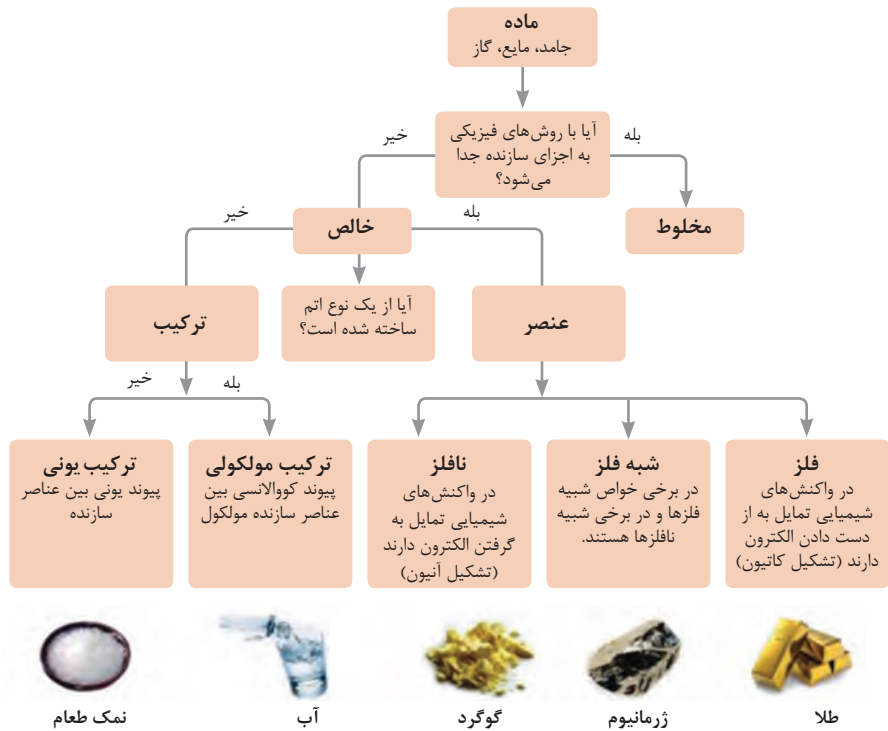 ماده
جامد، مایع، گاز
آیا با روش‌های فیزیکی
به اجزای سازنده جدا
می‌شود؟
بله
خیر
مخلوط
خالص
بله
خیر
آیا از یک نوع اتم
ساخته شده است؟
عنصر
ترکیب
بله
خیر
فلز
در واکنش‌های
شیمیایی تمایل به از
دست دادن الکترون
دارند (تشکیل کاتیون)
شبه فلز
در برخی خواص شبیه
فلزها و در برخی شبیه
نافلزها هستند.
نافلز
در واکنش‌های
شیمیایی تمایل به
گرفتن الکترون دارند
(تشکیل آنیون)
ترکیب مولکولی
پیوند کووالانسی بین
عناصر سازنده مولکول
ترکیب یونی
پیوند یونی بین عناصر
سازنده
طلا
ژرمانیوم
گوگرد
آب
نمک طعام